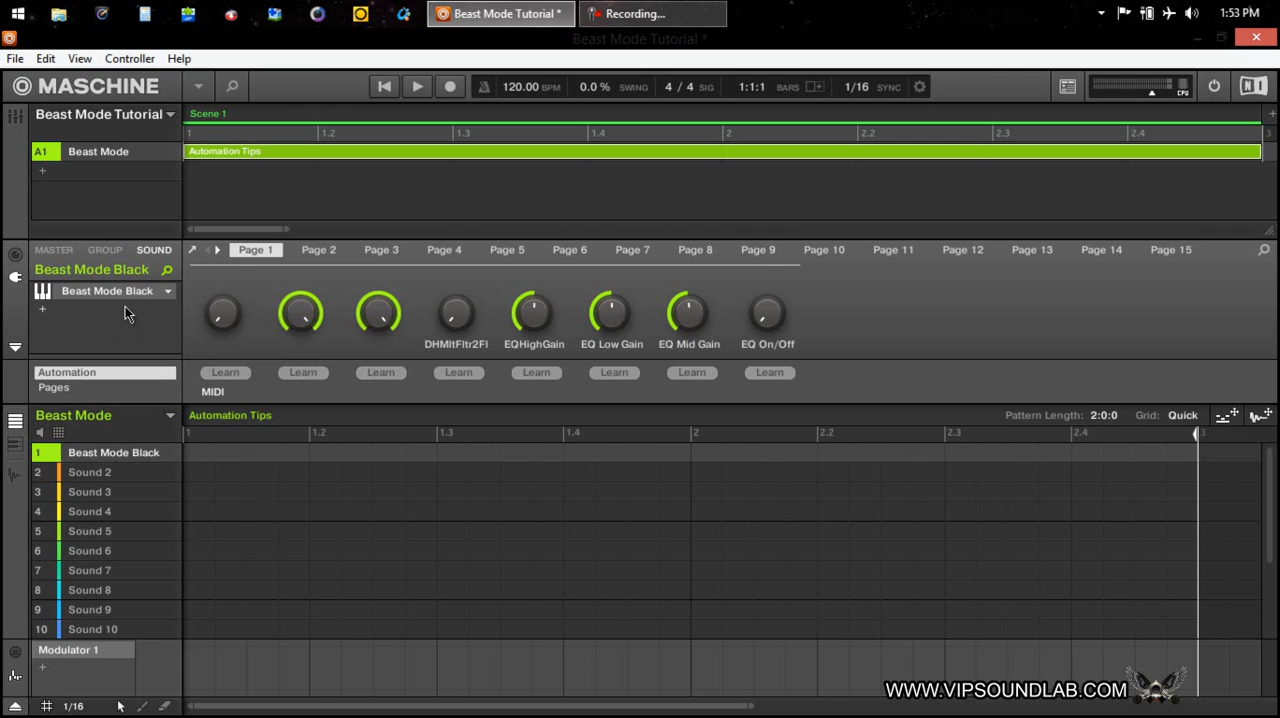 Beast Mode Tutorial *
Recording...
1:53 PM
Beast Mode Tutorial *
File Edit View Controller Help
MASCHINE
120.00 BPM 0.0 % SWING 4 / 4 SIG 1:1:1 BARS 1/16 SYNC
CPU
NI
Beast Mode Tutorial
Scene 1
1 1.2 1.3 1.4 2 2.2 2.3 2.4 3
A1 Beast Mode
Automation Tips
+
MASTER GROUP SOUND
Page 1 Page 2 Page 3 Page 4 Page 5 Page 6 Page 7 Page 8 Page 9 Page 10 Page 11 Page 12 Page 13 Page 14 Page 15
Beast Mode Black
Beast Mode Black
+
DHMltFltr2Fl EQHighGain EQ Low Gain EQ Mid Gain EQ On/Off
Automation
Learn Learn Learn Learn Learn Learn Learn Learn
Pages
MIDI
Beast Mode
Automation Tips
Pattern Length: 2:0:0 Grid: Quick
1 1.2 1.3 1.4 2 2.2 2.3 2.4 3
1 Beast Mode Black
2 Sound 2
3 Sound 3
4 Sound 4
5 Sound 5
6 Sound 6
7 Sound 7
8 Sound 8
9 Sound 9
10 Sound 10
Modulator 1
+
1/16
WWW.VIPSOUNDLAB.COM